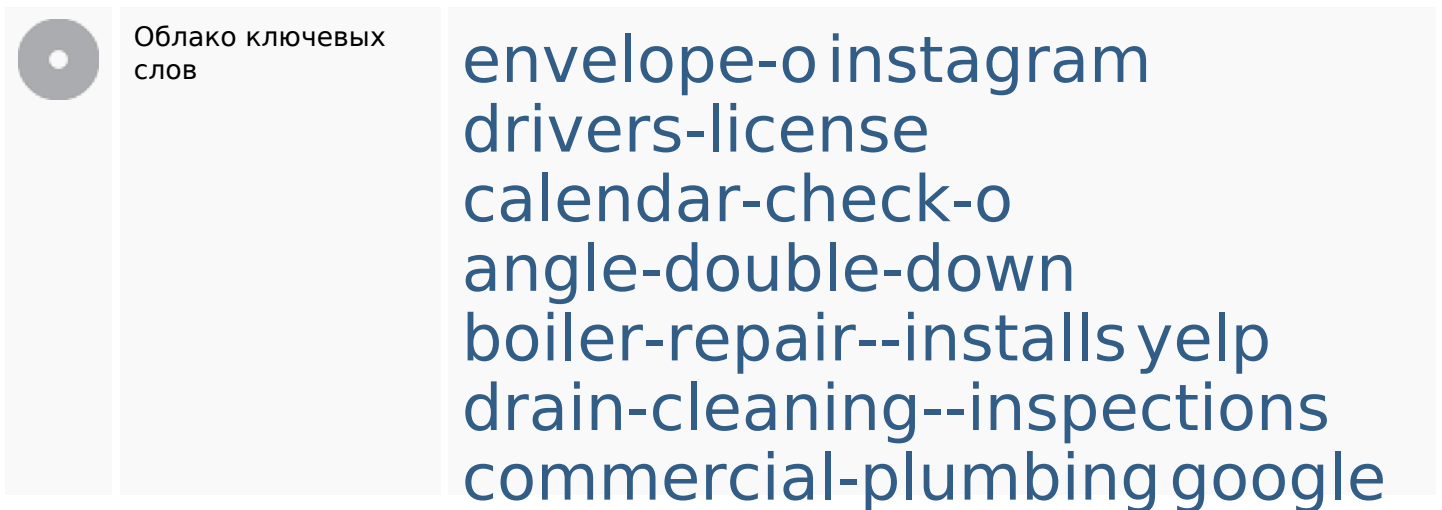 Облако ключевых
слов
envelope-o instagram
drivers-license
calendar-check-o
angle-double-down
boiler-repair--installs yelp
drain-cleaning--inspections
commercial-plumbing google